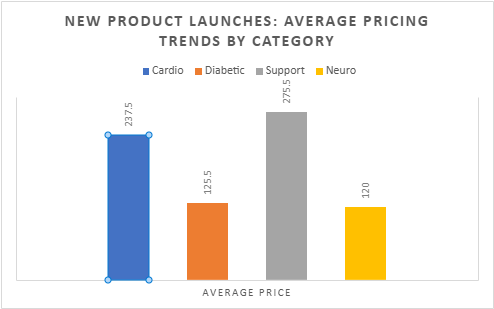 NEW PRODUCT LAUNCHES: AVERAGE PRICING
TRENDS BY CATEGORY
Cardio Diabetic Support Neuro
237.5
125.5
275.5
120
AVERAGE PRICE